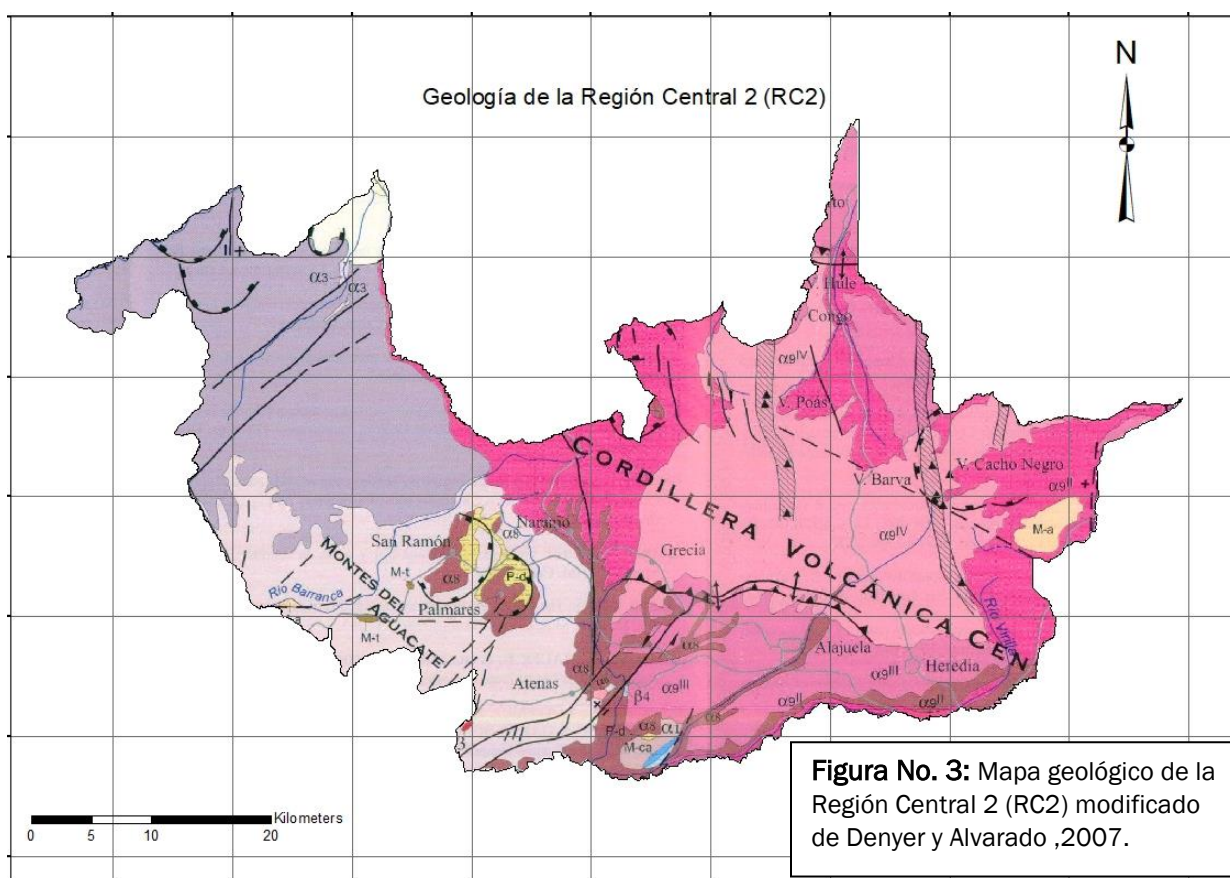 N
Geología de la Región Central 2 (RC2)
rto
α3
α3
V. Hule
V. Congo
α9IV
V. Poás
CORDILLERA VOLCÁNICA CEN
V. Cacho Negro
V. Barva
α9II
M-a
α9IV
San Ramón
α8
Naranjo
Grecia
α8
P-d
M-t
MONTES DEL AGUACATE
Río Barranca
Palmares
M-t
Río Virilla
Alajuela
α9III
Heredia
Atenas
α8
α8
β4
α9III
α9II
α9II
α8
α8
P-d
M-ca
Kilometers
0 5 10 20
Figura No. 3: Mapa geológico de la
Región Central 2 (RC2) modificado
de Denyer y Alvarado ,2007.